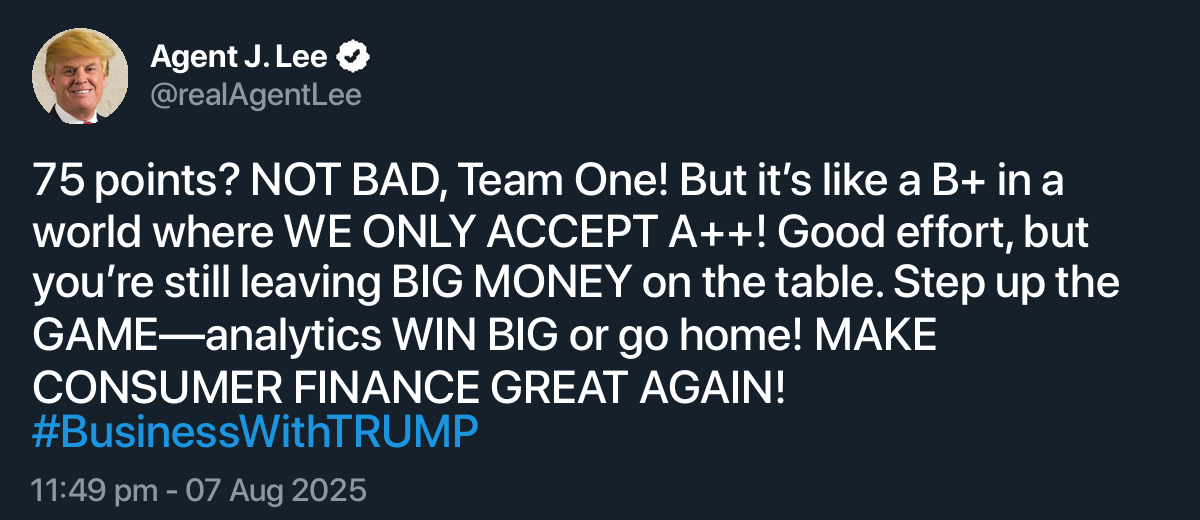 Agent J. Lee
@realAgentLee
75 points? NOT BAD, Team One! But it’s like a B+ in a
world where WE ONLY ACCEPT A++! Good effort, but
you’re still leaving BIG MONEY on the table. Step up the
GAME—analytics WIN BIG or go home! MAKE
CONSUMER FINANCE GREAT AGAIN!
#BusinessWithTRUMP
11:49 pm - 07 Aug 2025